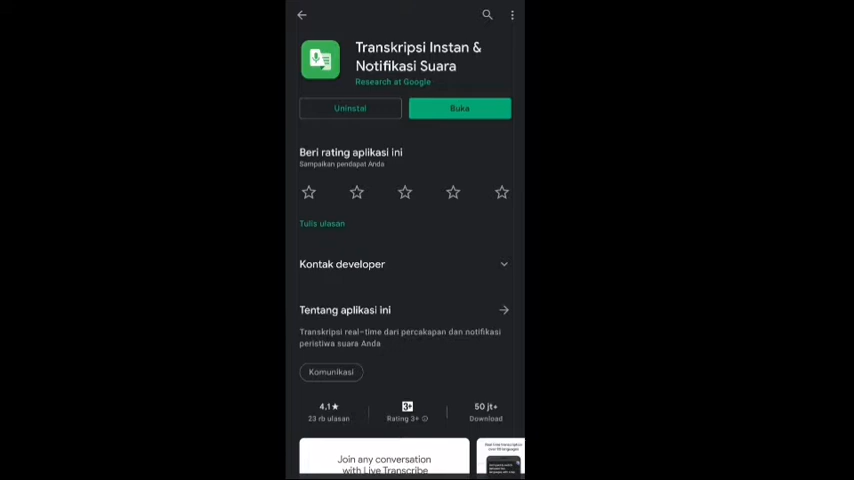 Transkripsi Instan &
Notifikasi Suara
Research at Google
Uninstal
Buka
Beri rating aplikasi ini
Sampaikan pendapat Anda
Tulis ulasan
Kontak developer
Tentang aplikasi ini
Transkripsi real-time dari percakapan dan notifikasi
peristiwa suara Anda
Komunikasi
4,1★
23 rb ulasan
3+
Rating 3+
50 jt+
Download
Join any conversation
with Live Transcribe